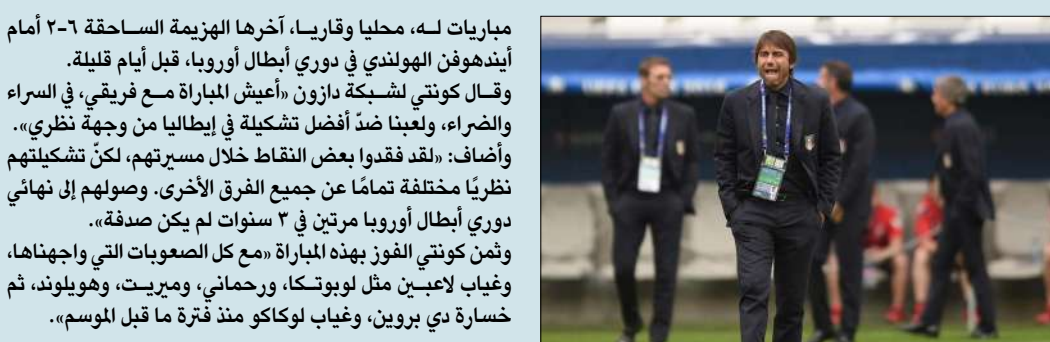 مباريات لـه، محليا وقاريـا، آخرها الهزيمة الساحقة ٦-٢ أمام
أيندهوفن الهولندي في دوري أبطال أوروبا، قبل أيام قليلة.
وقـال كونتي لشبكة دازون «أعيش المباراة مـع فريقي، في السراء
والضراء، ولعبنا ضدّ أفضل تشكيلة في إيطاليا من وجهة نظري».
وأضاف: «لقد فقدوا بعض النقاط خلال مسيرتهم، لكنّ تشكيلتهم
نظريًا مختلفة تمامًا عن جميع الفرق الأخرى. وصولهم إلى نهائي
دوري أبطال أوروبا مرتين في ٣ سنوات لم يكن صدفة».
وثمن كونتي الفوز بهذه المباراة «مع كل الصعوبات التي واجهناها،
وغياب لاعبـين مثل لوبوتـكا، ورحماني، وميريـت، وهويلوند، ثم
خسارة دي بروين، وغياب لوكاكو منذ فترة ما قبل الموسم».